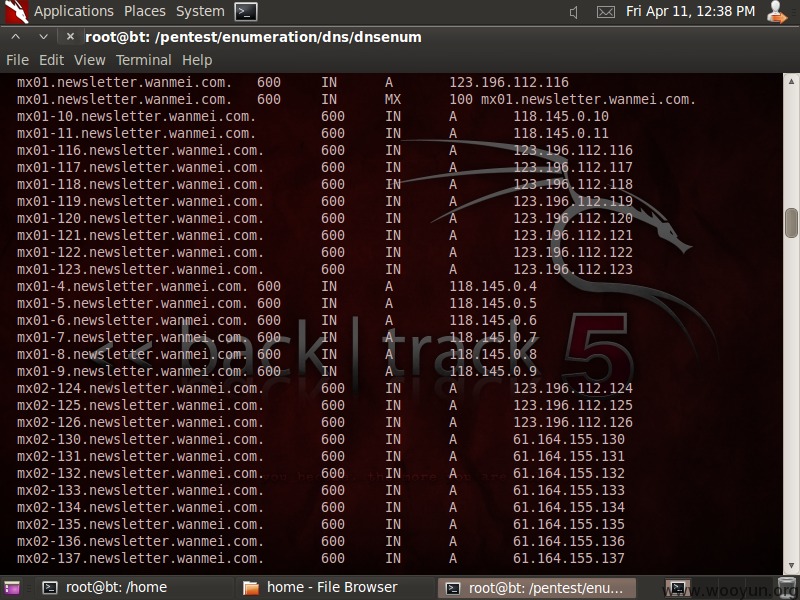 Applications Places System Fri Apr 11, 12:38 PM
root@bt: /pentest/enumeration/dns/dnsenum
File Edit View Terminal Help
mx01.newsletter.wanmei.com. 600 IN A 123.196.112.116
mx01.newsletter.wanmei.com. 600 IN MX 100 mx01.newsletter.wanmei.com.
mx01-10.newsletter.wanmei.com. 600 IN A 118.145.0.10
mx01-11.newsletter.wanmei.com. 600 IN A 118.145.0.11
mx01-116.newsletter.wanmei.com. 600 IN A 123.196.112.116
mx01-117.newsletter.wanmei.com. 600 IN A 123.196.112.117
mx01-118.newsletter.wanmei.com. 600 IN A 123.196.112.118
mx01-119.newsletter.wanmei.com. 600 IN A 123.196.112.119
mx01-120.newsletter.wanmei.com. 600 IN A 123.196.112.120
mx01-121.newsletter.wanmei.com. 600 IN A 123.196.112.121
mx01-122.newsletter.wanmei.com. 600 IN A 123.196.112.122
mx01-123.newsletter.wanmei.com. 600 IN A 123.196.112.123
mx01-4.newsletter.wanmei.com. 600 IN A 118.145.0.4
mx01-5.newsletter.wanmei.com. 600 IN A 118.145.0.5
mx01-6.newsletter.wanmei.com. 600 IN A 118.145.0.6
mx01-7.newsletter.wanmei.com. 600 IN A 118.145.0.7
mx01-8.newsletter.wanmei.com. 600 IN A 118.145.0.8
mx01-9.newsletter.wanmei.com. 600 IN A 118.145.0.9
<< back | track 5
mx02-124.newsletter.wanmei.com. 600 IN A 123.196.112.124
mx02-125.newsletter.wanmei.com. 600 IN A 123.196.112.125
mx02-126.newsletter.wanmei.com. 600 IN A 123.196.112.126
mx02-130.newsletter.wanmei.com. 600 IN A 61.164.155.130
mx02-131.newsletter.wanmei.com. 600 IN A 61.164.155.131
mx02-132.newsletter.wanmei.com. 600 IN A 61.164.155.132
mx02-133.newsletter.wanmei.com. 600 IN A 61.164.155.133
mx02-134.newsletter.wanmei.com. 600 IN A 61.164.155.134
mx02-135.newsletter.wanmei.com. 600 IN A 61.164.155.135
mx02-136.newsletter.wanmei.com. 600 IN A 61.164.155.136
mx02-137.newsletter.wanmei.com. 600 IN A 61.164.155.137
root@bt: /home home - File Browser root@bt: /pentest/enu...
www.wooyun.org